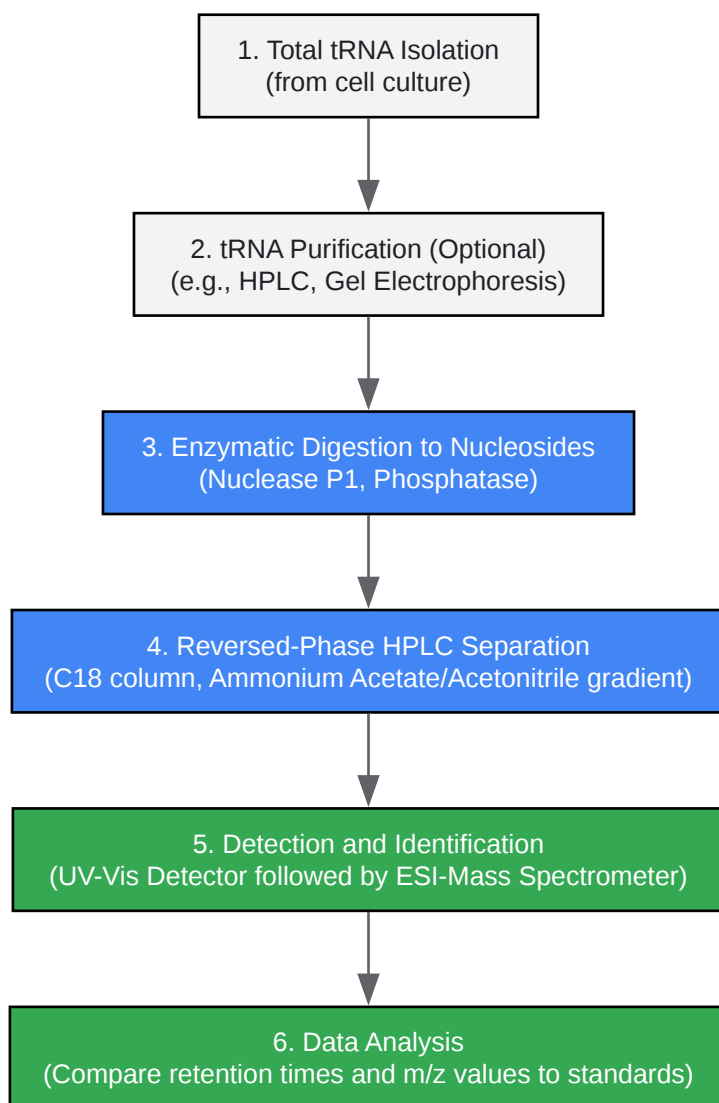 1. Total tRNA Isolation
(from cell culture)
2. tRNA Purification (Optional)
(e.g., HPLC, Gel Electrophoresis)
3. Enzymatic Digestion to Nucleosides
(Nuclease P1, Phosphatase)
4. Reversed-Phase HPLC Separation
(C18 column, Ammonium Acetate/Acetonitrile gradient)
5. Detection and Identification
(UV-Vis Detector followed by ESI-Mass Spectrometer)
6. Data Analysis
(Compare retention times and m/z values to standards)